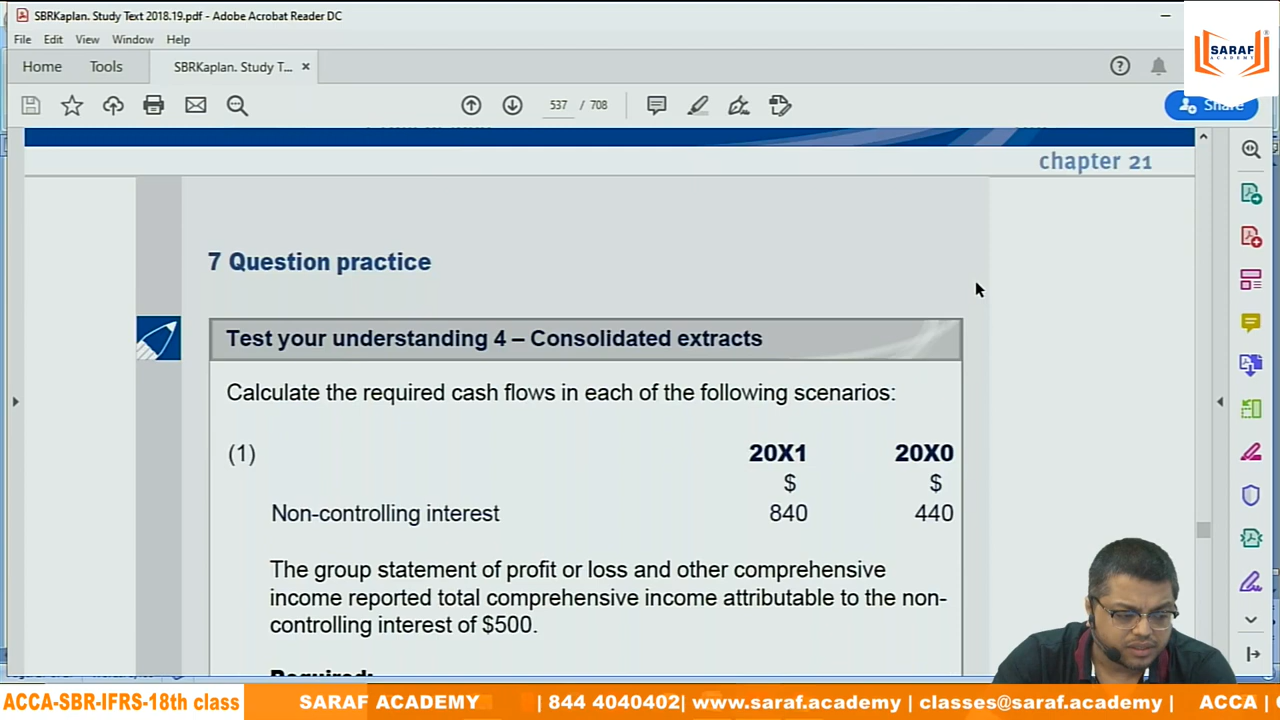 SBRKaplan. Study Text 2018.19.pdf - Adobe Acrobat Reader DC
File Edit View Window Help
Home Tools SBRKaplan. Study T... ×
537 / 708
Share
SARAF
ACADEMY
chapter 21
7 Question practice
Test your understanding 4 – Consolidated extracts
Calculate the required cash flows in each of the following scenarios:
(1) 20X1 20X0
$ $
Non-controlling interest 840 440
The group statement of profit or loss and other comprehensive
income reported total comprehensive income attributable to the non-
controlling interest of $500.
Required:
ACCA-SBR-IFRS-18th class SARAF ACADEMY | 844 4040402| www.saraf.academy | classes@saraf.academy | ACCA |